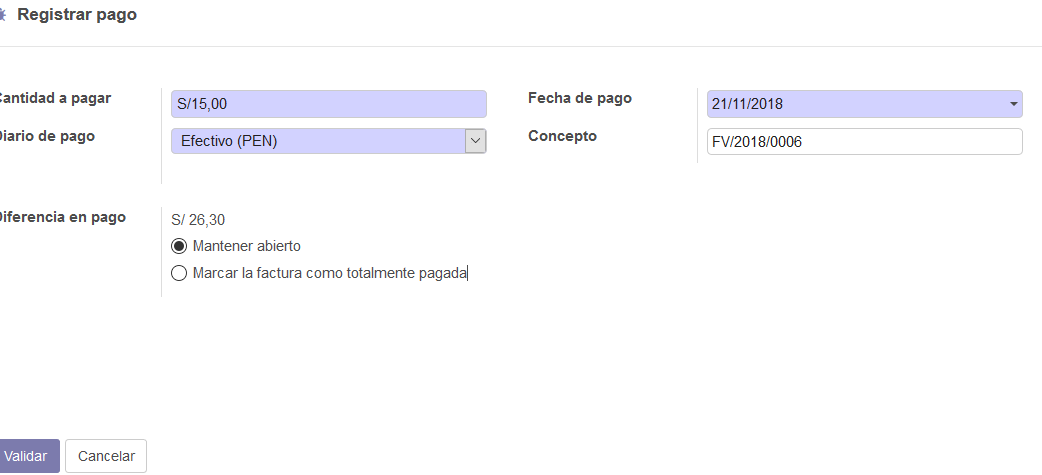 Registrar pago
Cantidad a pagar S/15,00 Fecha de pago 21/11/2018
Diario de pago Efectivo (PEN) Concepto FV/2018/0006
Diferencia en pago S/ 26,30
Mantener abierto
Marcar la factura como totalmente pagada
Validar Cancelar